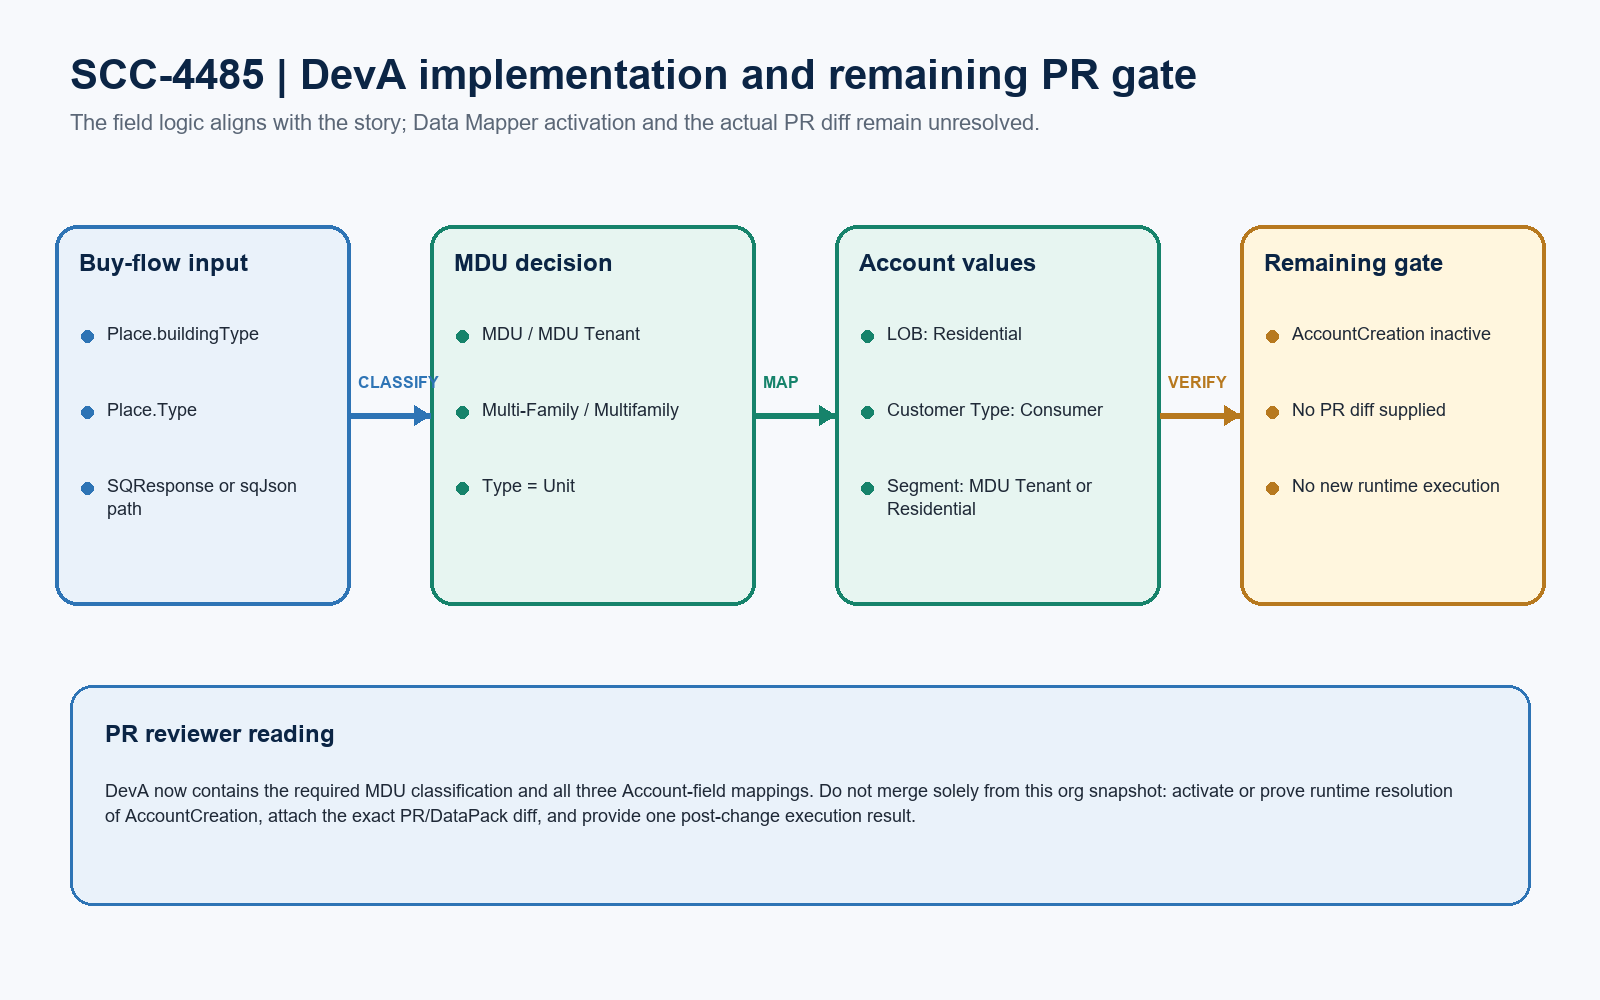 SCC-4485 | DevA implementation and remaining PR gate
The field logic aligns with the story; Data Mapper activation and the actual PR diff remain unresolved.
Buy-flow input
Place.buildingType
Place.Type
SQResponse or sqJson
path
CLASSIFY
MDU decision
MDU / MDU Tenant
Multi-Family / Multifamily
Type = Unit
MAP
Account values
LOB: Residential
Customer Type: Consumer
Segment: MDU Tenant or
Residential
VERIFY
Remaining gate
AccountCreation inactive
No PR diff supplied
No new runtime execution
PR reviewer reading
DevA now contains the required MDU classification and all three Account-field mappings. Do not merge solely from this org snapshot: activate or prove runtime resolution
of AccountCreation, attach the exact PR/DataPack diff, and provide one post-change execution result.